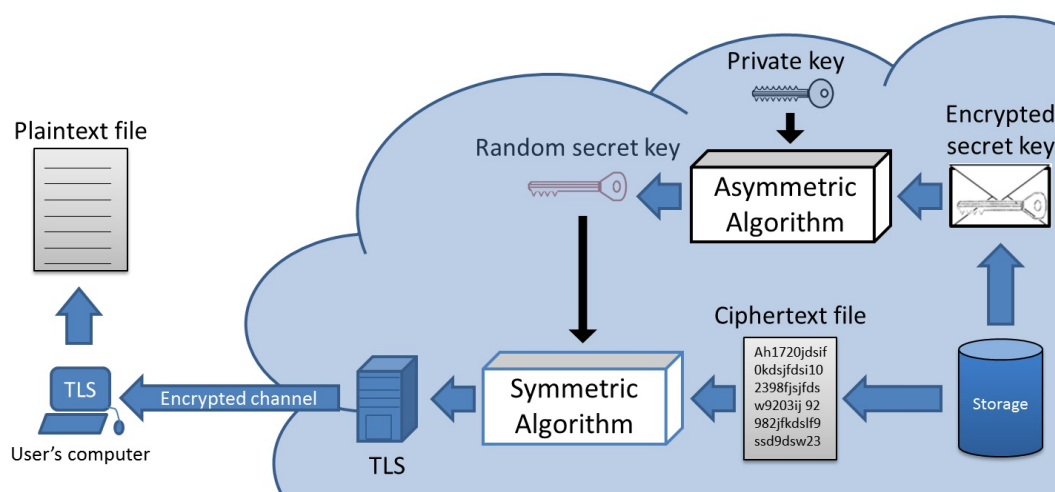 Private key
Plaintext file
Encrypted
secret key
Random secret key
Asymmetric
Algorithm
Ciphertext file
Ah1720jdsif
0kdsjfdsi10
2398fjsjfds
w9203ij 92
982jfkdslf9
ssd9dsw23
TLS
Encrypted channel
Symmetric
Algorithm
Storage
User's computer
TLS